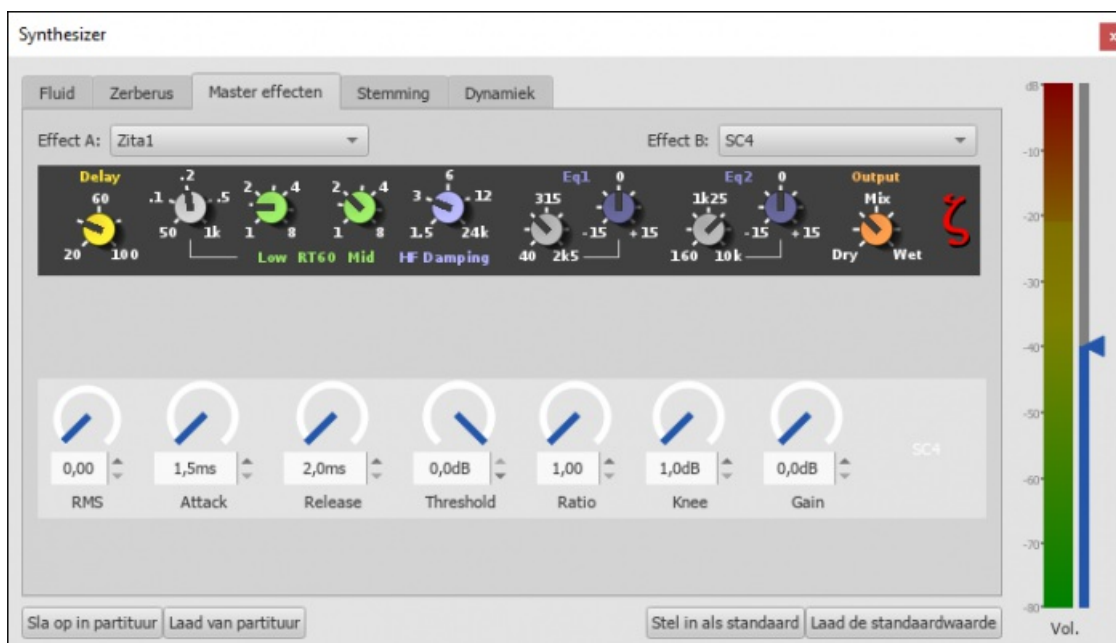 Synthesizer
x
Fluid Zerberus Master effecten Stemming Dynamiek
Effect A: Zita1 Effect B: SC4
Delay
60
20 100
.2
.1 .5
50 1k
2 4
1 8
2 4
1 8
Low RT60 Mid
6
3 12
1.5 24k
HF Damping
Eq1
315
40 2k5
0
-15 +15
Eq2
1k25
160 10k
0
-15 +15
Output
Mix
Dry Wet
ζ
0,00 1,5ms 2,0ms 0,0dB 1,00 1,0dB 0,0dB
RMS Attack Release Threshold Ratio Knee Gain
SC4
Sla op in partituur Laad van partituur Stel in als standaard Laad de standaardwaarde
dB
-10
-20
-30
-40
-50
-60
-70
-80
Vol.